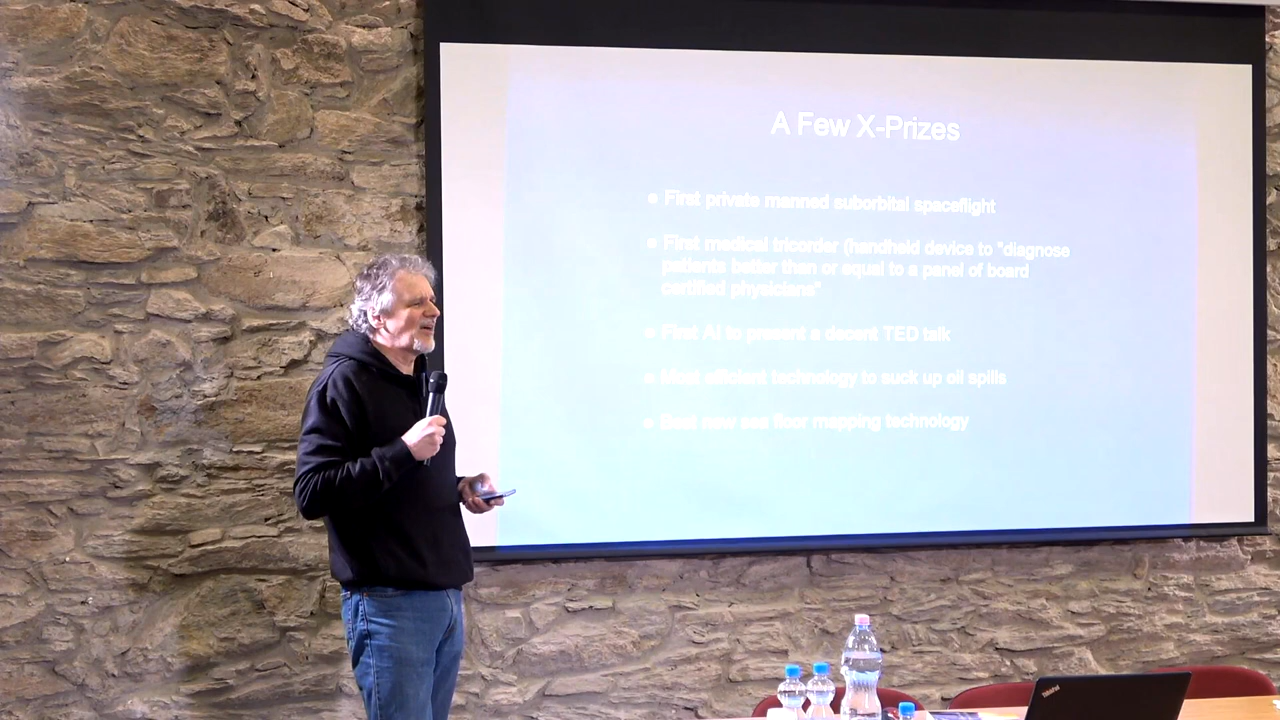 A Few X-Prizes
• First private manned suborbital spaceflight
• First medical tricorder (handheld device to "diagnose
patients better than or equal to a panel of board
certified physicians"
• First AI to present a decent TED talk
• Most efficient technology to suck up oil spills
• Best new sea floor mapping technology
ThinkPad